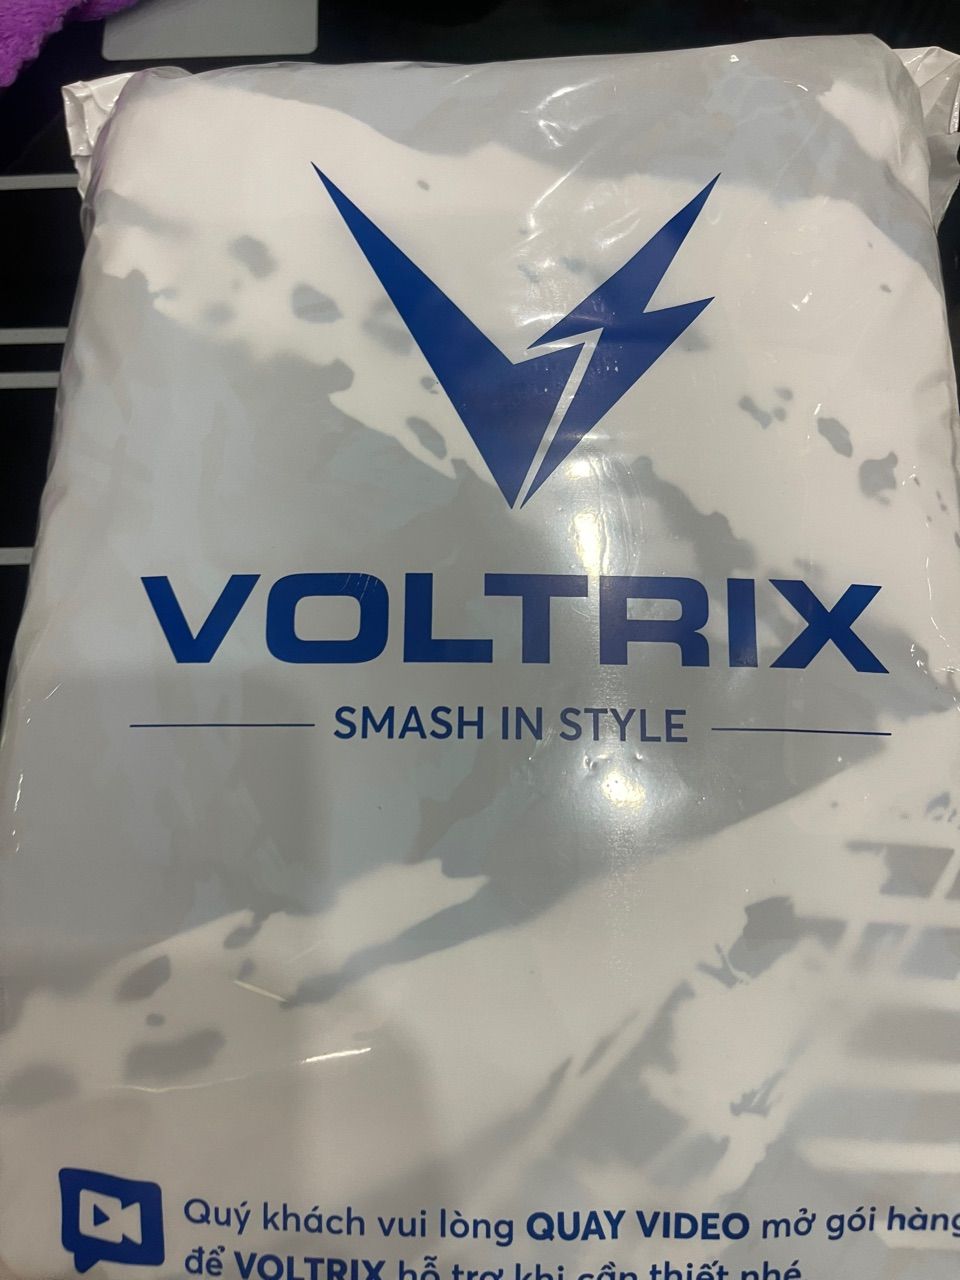 VOLTRIX
SMASH IN STYLE
Quý khách vui lòng QUAY VIDEO mở gói hàng
để VOLTRIX hỗ trợ khi cần thiết nhé